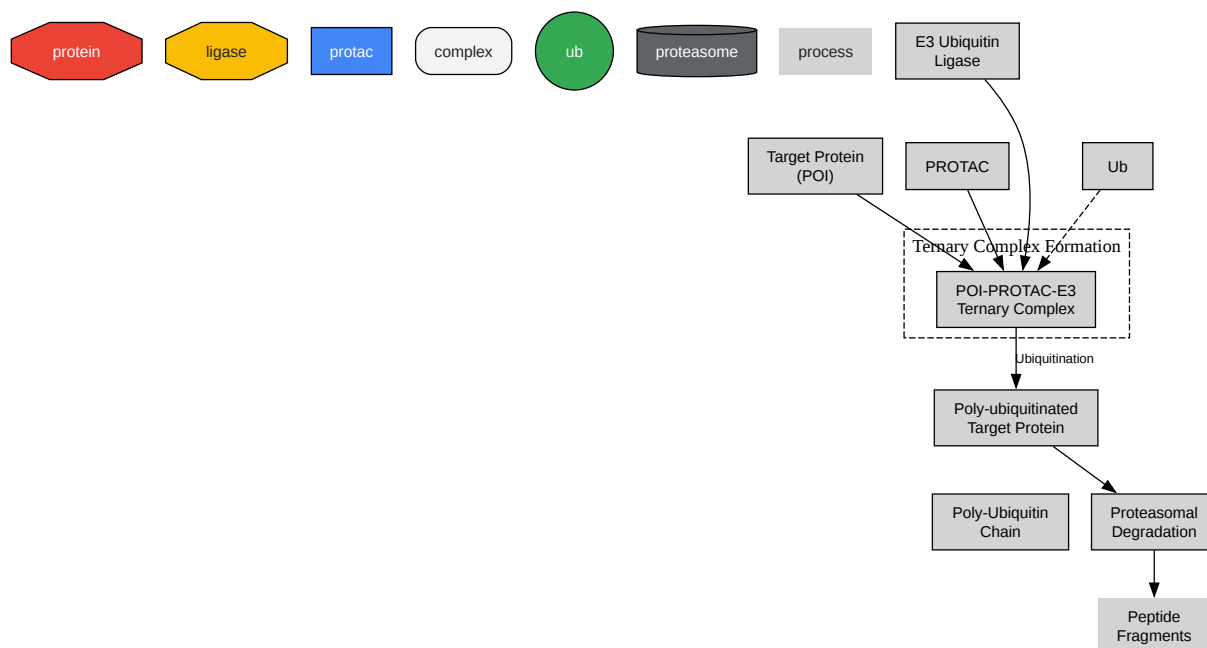 protein
ligase
protac
complex
ub
proteasome
process
E3 Ubiquitin
Ligase
Target Protein
(POI)
PROTAC
Ub
Ternary Complex Formation
POI-PROTAC-E3
Ternary Complex
Ubiquitination
Poly-ubiquitinated
Target Protein
Poly-Ubiquitin
Chain
Proteasomal
Degradation
Peptide
Fragments